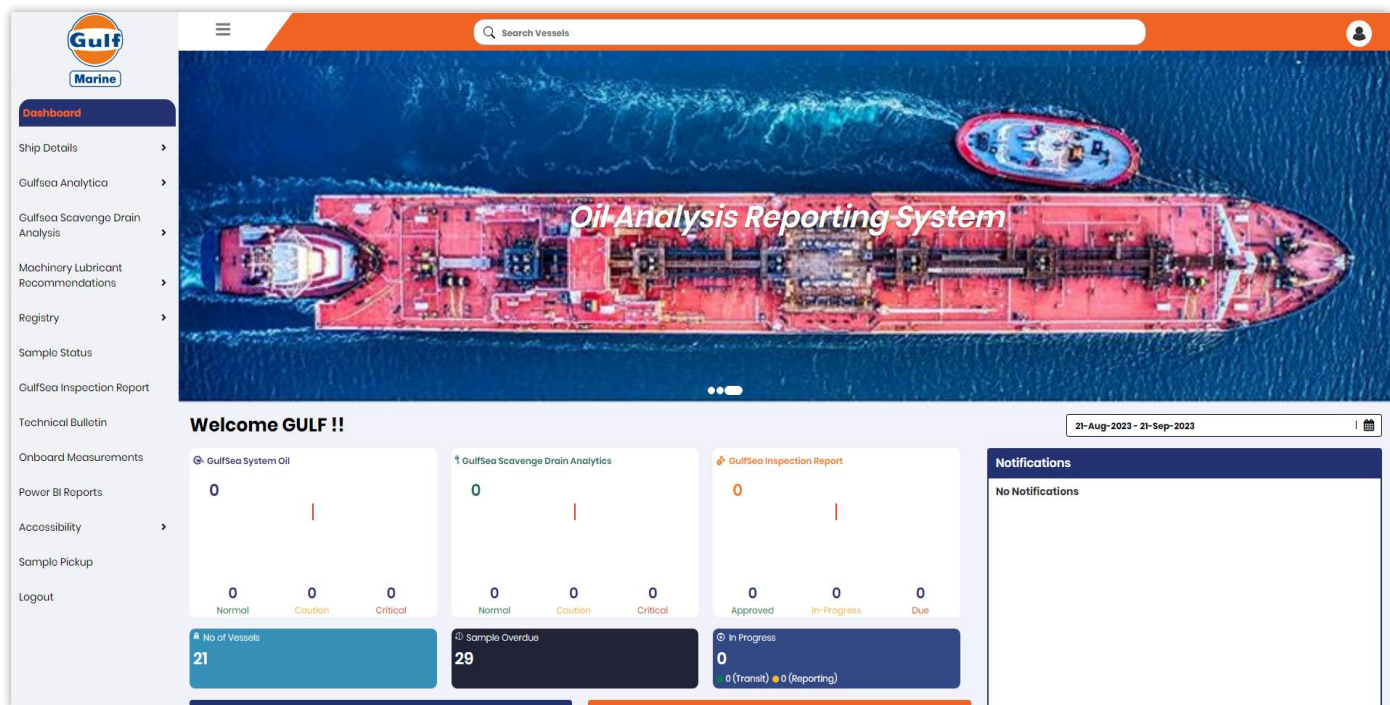 Gulf
Marine
Search Vessels
Dashboard
Ship Details
Gulfsea Analytica
Gulfsea Scavenge Drain
Analysis
Machinery Lubricant
Recommendations
Registry
Sample Status
GulfSea Inspection Report
Technical Bulletin
Onboard Measurements
Power BI Reports
Accessibility
Sample Pickup
Logout
Oil Analysis Reporting System
Welcome GULF !!
21-Aug-2023 - 21-Sep-2023
GulfSea System Oil
0
0 0 0
Normal Caution Critical
GulfSea Scavenge Drain Analytics
0
0 0 0
Normal Caution Critical
GulfSea Inspection Report
0
0 0 0
Approved In-Progress Due
Notifications
No Notifications
No of Vessels
21
Sample Overdue
29
In Progress
0
0 (Transit) 0 (Reporting)